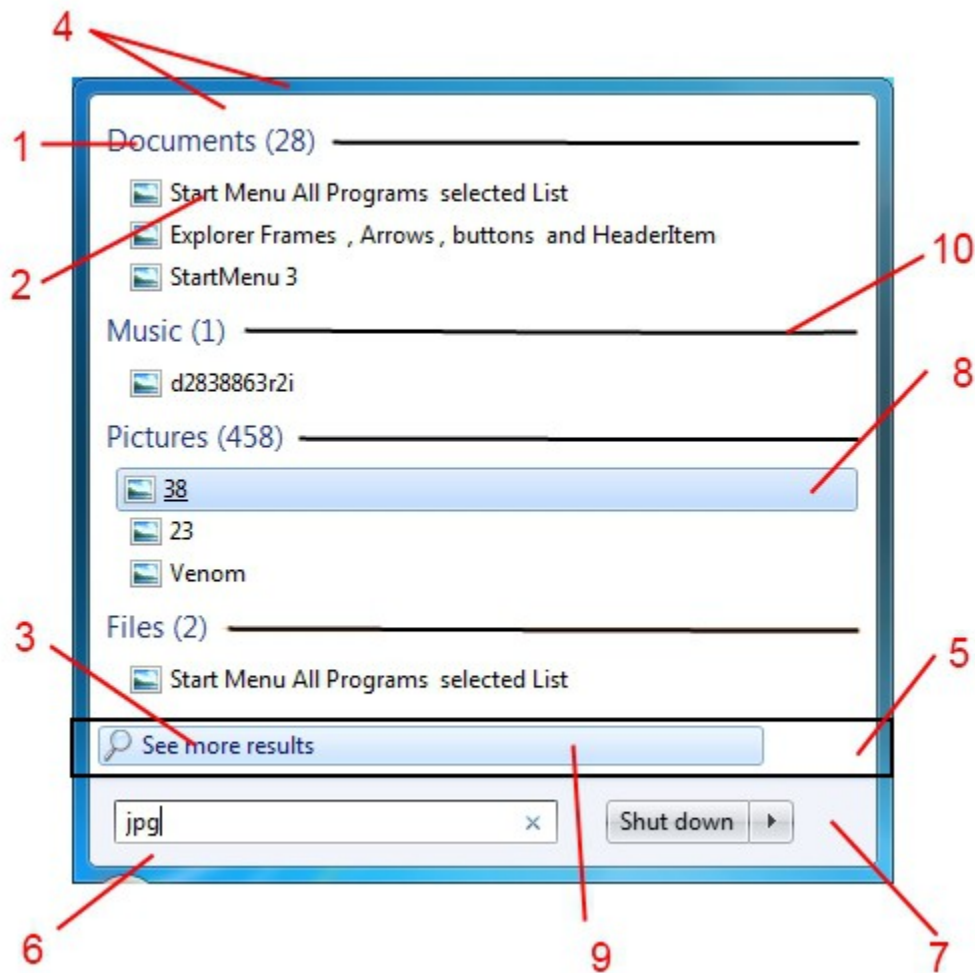 4
1
Documents (28)
Start Menu All Programs  selected List
2
Explorer Frames , Arrows , buttons  and HeaderItem
10
StartMenu 3
Music (1)
8
d2838863r2i
Pictures (458)
38
23
Venom
3
Files (2)
5
Start Menu All Programs  selected List
See more results
jpg
Shut down
6
9
7